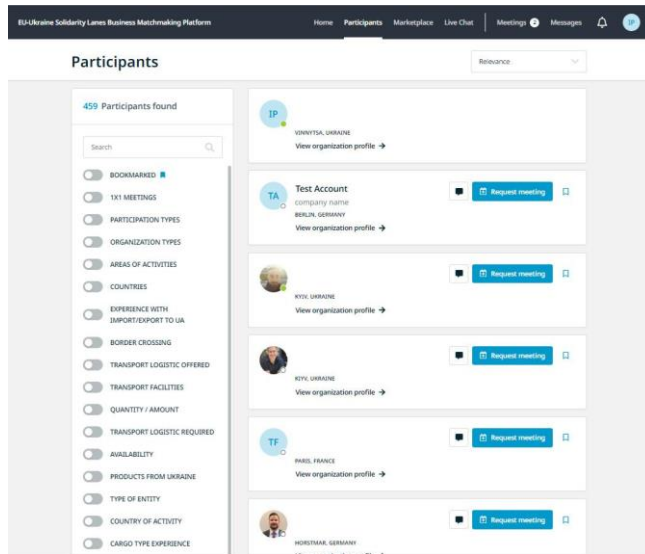 EU-Ukraine Solidarity Lanes Business Matchmaking Platform
Home Participants Marketplace Live Chat Meetings 2 Messages IP
Participants
Relevance
459 Participants found
Search
BOOKMARKED
1X1 MEETINGS
PARTICIPATION TYPES
ORGANIZATION TYPES
AREAS OF ACTIVITIES
COUNTRIES
EXPERIENCE WITH
IMPORT/EXPORT TO UA
BORDER CROSSING
TRANSPORT LOGISTIC OFFERED
TRANSPORT FACILITIES
QUANTITY / AMOUNT
TRANSPORT LOGISTIC REQUIRED
AVAILABILITY
PRODUCTS FROM UKRAINE
TYPE OF ENTITY
COUNTRY OF ACTIVITY
CARGO TYPE EXPERIENCE
IP
VINNYTSA, UKRAINE
View organization profile →
TA
Test Account
Request meeting
company name
BERLIN, GERMANY
View organization profile →
Request meeting
KYIV, UKRAINE
View organization profile →
Request meeting
KIYV, UKRAINE
View organization profile →
TF
Request meeting
PARIS, FRANCE
View organization profile →
Request meeting
HORSTMAR, GERMANY